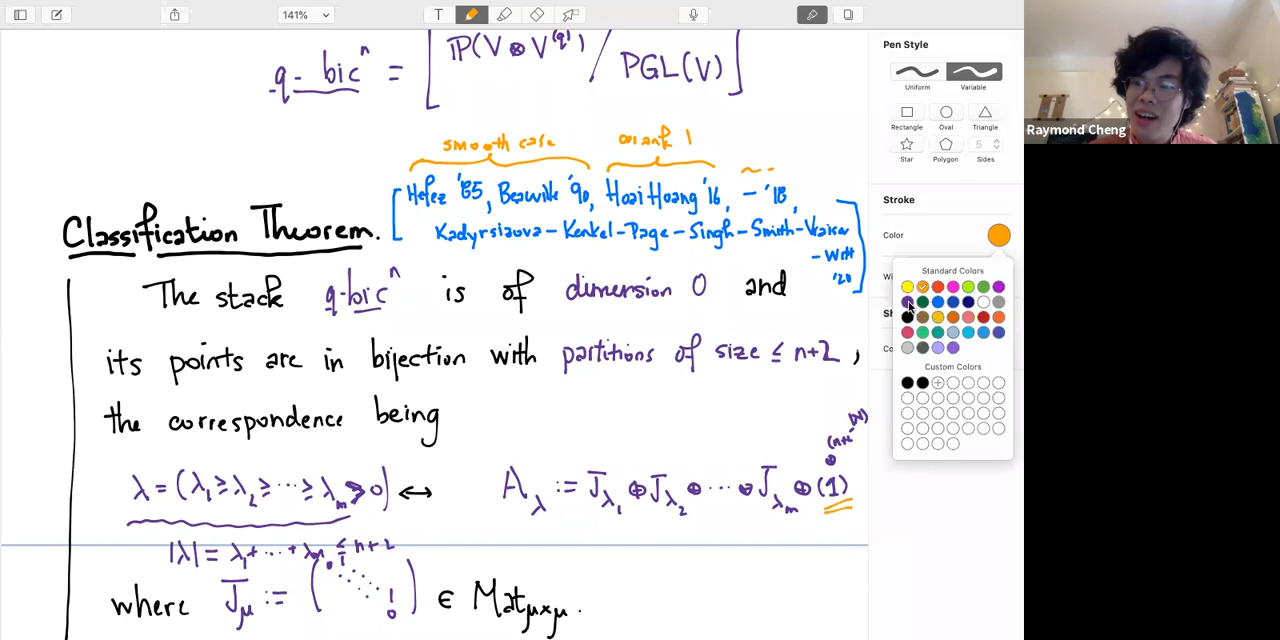 141%
T
q-bicⁿ = [ P(V ⊗ V^(q)) / PGL(V) ]
Pen Style
Uniform Variable
Rectangle Oval Triangle
Star Polygon 5 Sides
Raymond Cheng
smooth case corank 1
Classification Theorem. [ Hefez '85, Beauville '90, Hoai Hoang '16, — '18,
Kadyrsizova - Kenkel - Page - Singh - Smith - Vraciu
- Witt '20 ]
Stroke
Color
Standard Colors
Custom Colors
The stack q-bicⁿ is of dimension 0 and
its points are in bijection with partitions of size ≤ n+2,
the correspondence being
λ = (λ₁ ≥ λ₂ ≥ ⋯ ≥ λₘ > 0) ↔ A_λ := J_λ₁ ⊕ J_λ₂ ⊕ ⋯ ⊕ J_λₘ ⊕ (1)
|λ| = λ₁ + ⋯ + λₘ ≤ n+2
where J_μ := ∈ Mat_μ×μ.